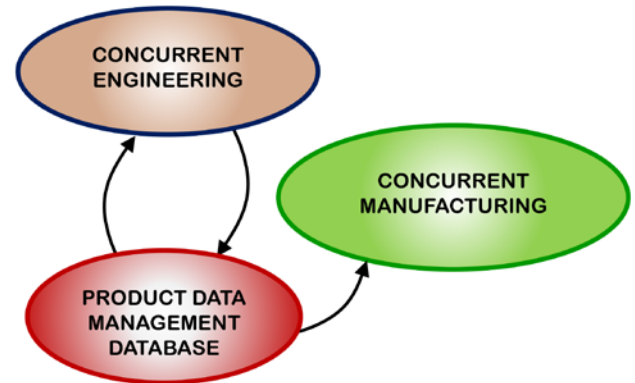 CONCURRENT
ENGINEERING
CONCURRENT
MANUFACTURING
PRODUCT DATA
MANAGEMENT
DATABASE